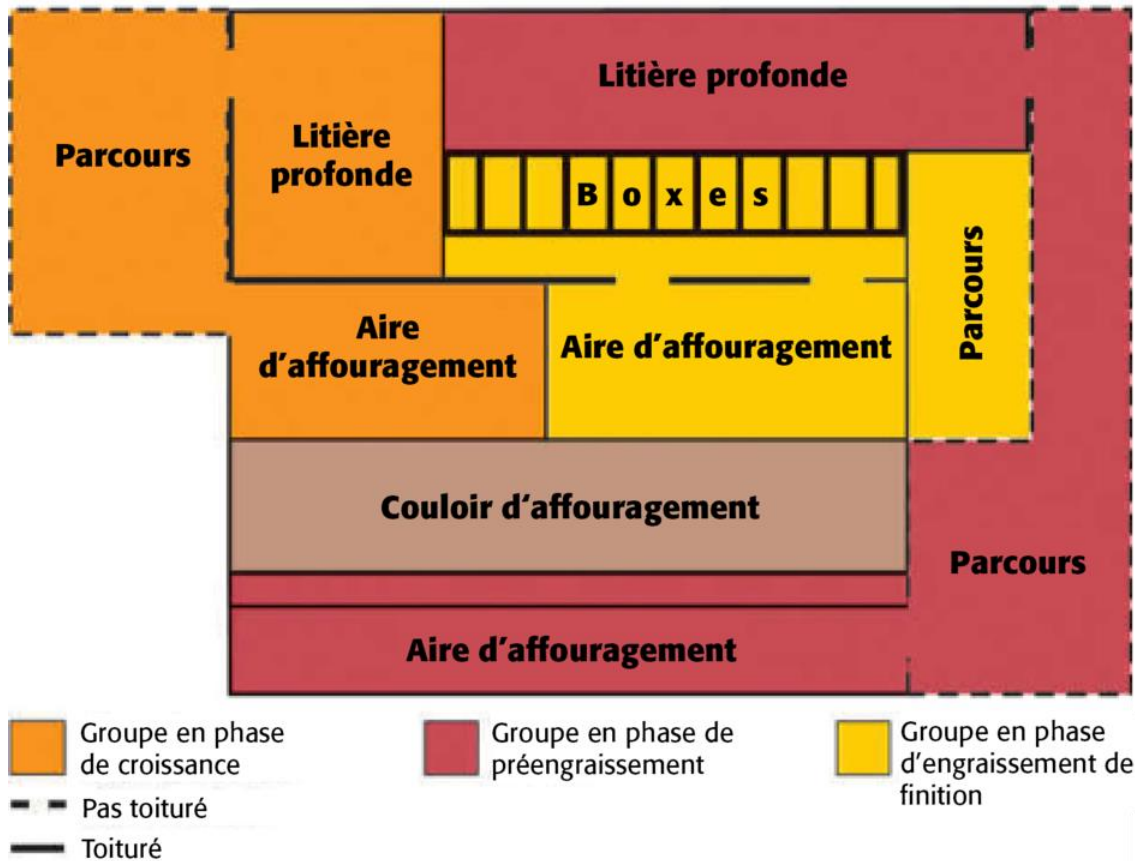 Litière profonde
Parcours
Litière
profonde
Boxes
Parcours
Aire
d'affouragement
Aire d'affouragement
Couloir d'affouragement
Parcours
Aire d'affouragement
Groupe en phase
de croissance
Groupe en phase de
préengraissement
Groupe en phase
d'engraissement de
finition
Pas toituré
Toituré